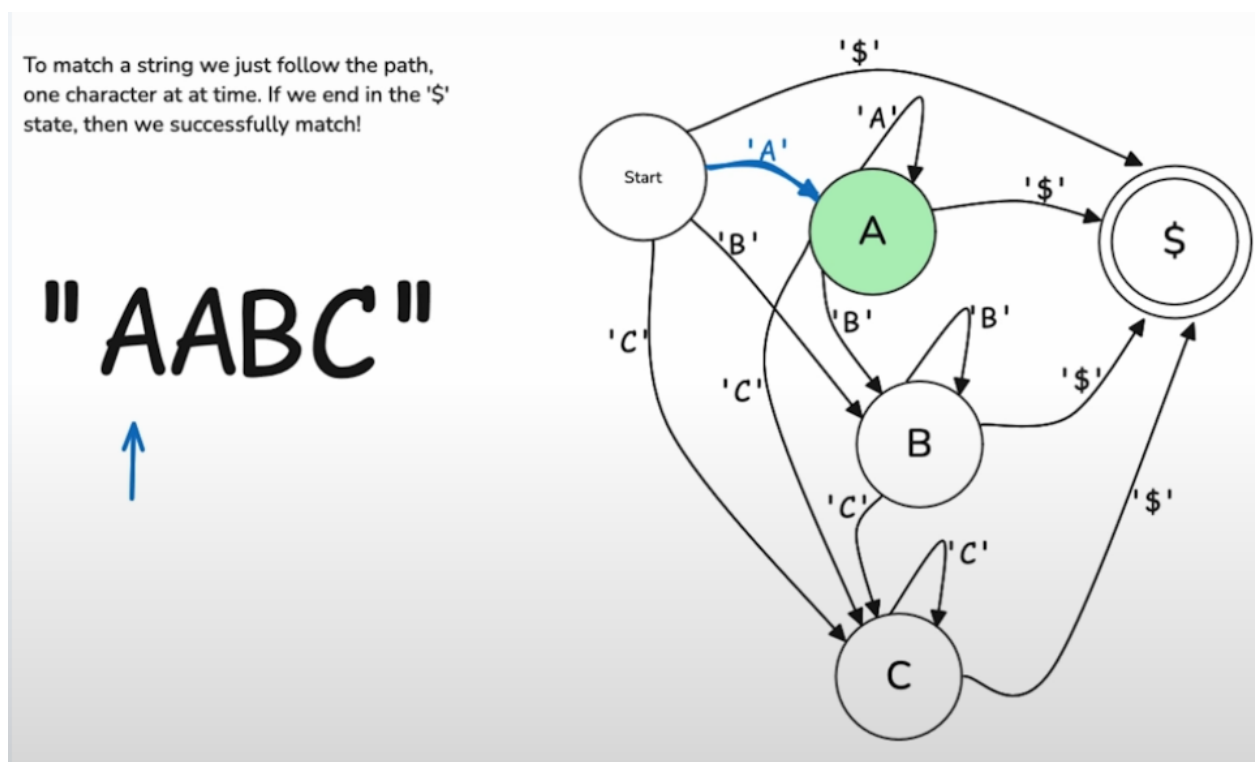 To match a string we just follow the path,
one character at at time. If we end in the '$'
state, then we successfully match!
"AABC"
'$'
'A'
'A'
Start
'$'
A
$
'B'
'B'
'B'
'C'
'C'
'$'
B
'C'
'$'
'C'
C